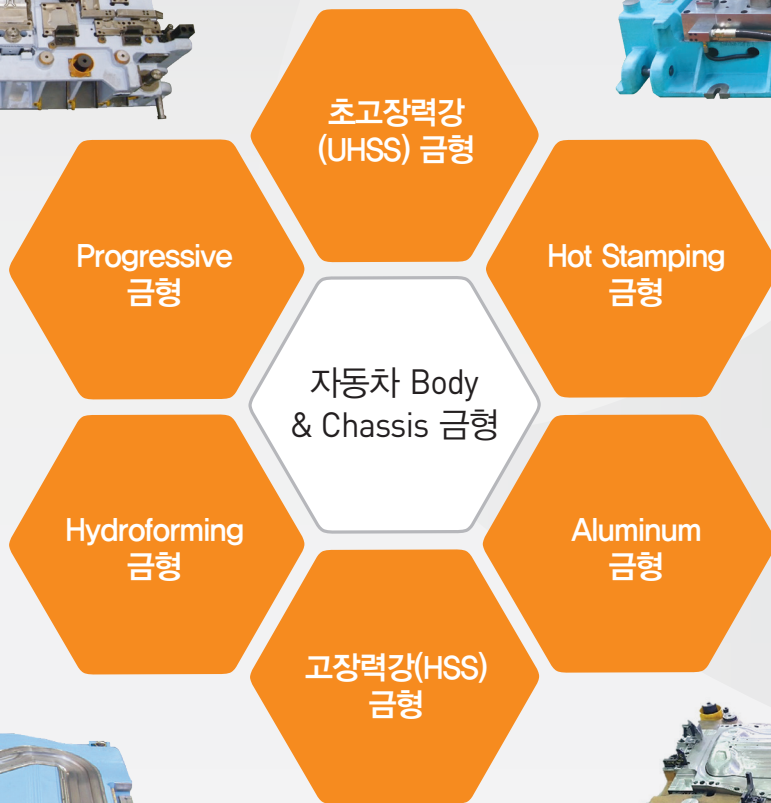 초고장력강
(UHSS) 금형
Progressive
금형
Hot Stamping
금형
자동차 Body
& Chassis 금형
Hydroforming
금형
Aluminum
금형
고장력강(HSS)
금형